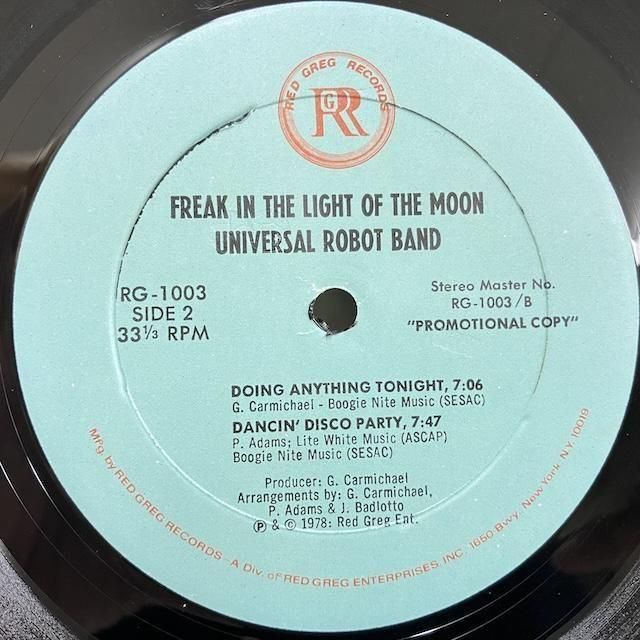 RED GREG RECORDS
RGR
FREAK IN THE LIGHT OF THE MOON
UNIVERSAL ROBOT BAND
RG-1003
SIDE 2
33⅓ RPM
Stereo Master No.
RG-1003/B
"PROMOTIONAL COPY"
DOING ANYTHING TONIGHT, 7:06
G. Carmichael - Boogie Nite Music (SESAC)
DANCIN' DISCO PARTY, 7:47
P. Adams; Lite White Music (ASCAP)
Boogie Nite Music (SESAC)
Producer: G. Carmichael
Arrangements by: G. Carmichael,
P. Adams & J. Badlotto
℗ & © 1978: Red Greg Ent.
Mfg. by RED GREG RECORDS - A Div. of RED GREG ENTERPRISES, INC. 1650 Bwy. New York, N.Y. 10019